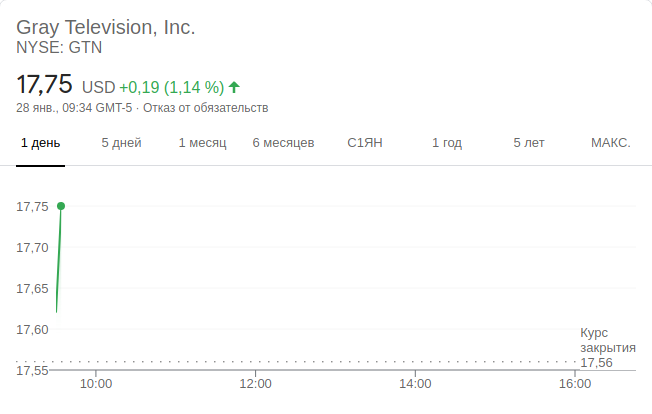 Gray Television, Inc.
NYSE: GTN
17,75 USD +0,19 (1,14 %)
28 янв., 09:34 GMT-5 · Отказ от обязательств
1 день 5 дней 1 месяц 6 месяцев С1ЯН 1 год 5 лет МАКС.
17,75
17,70
17,65
17,60
17,55
Курс
закрытия
17,56
10:00 12:00 14:00 16:00